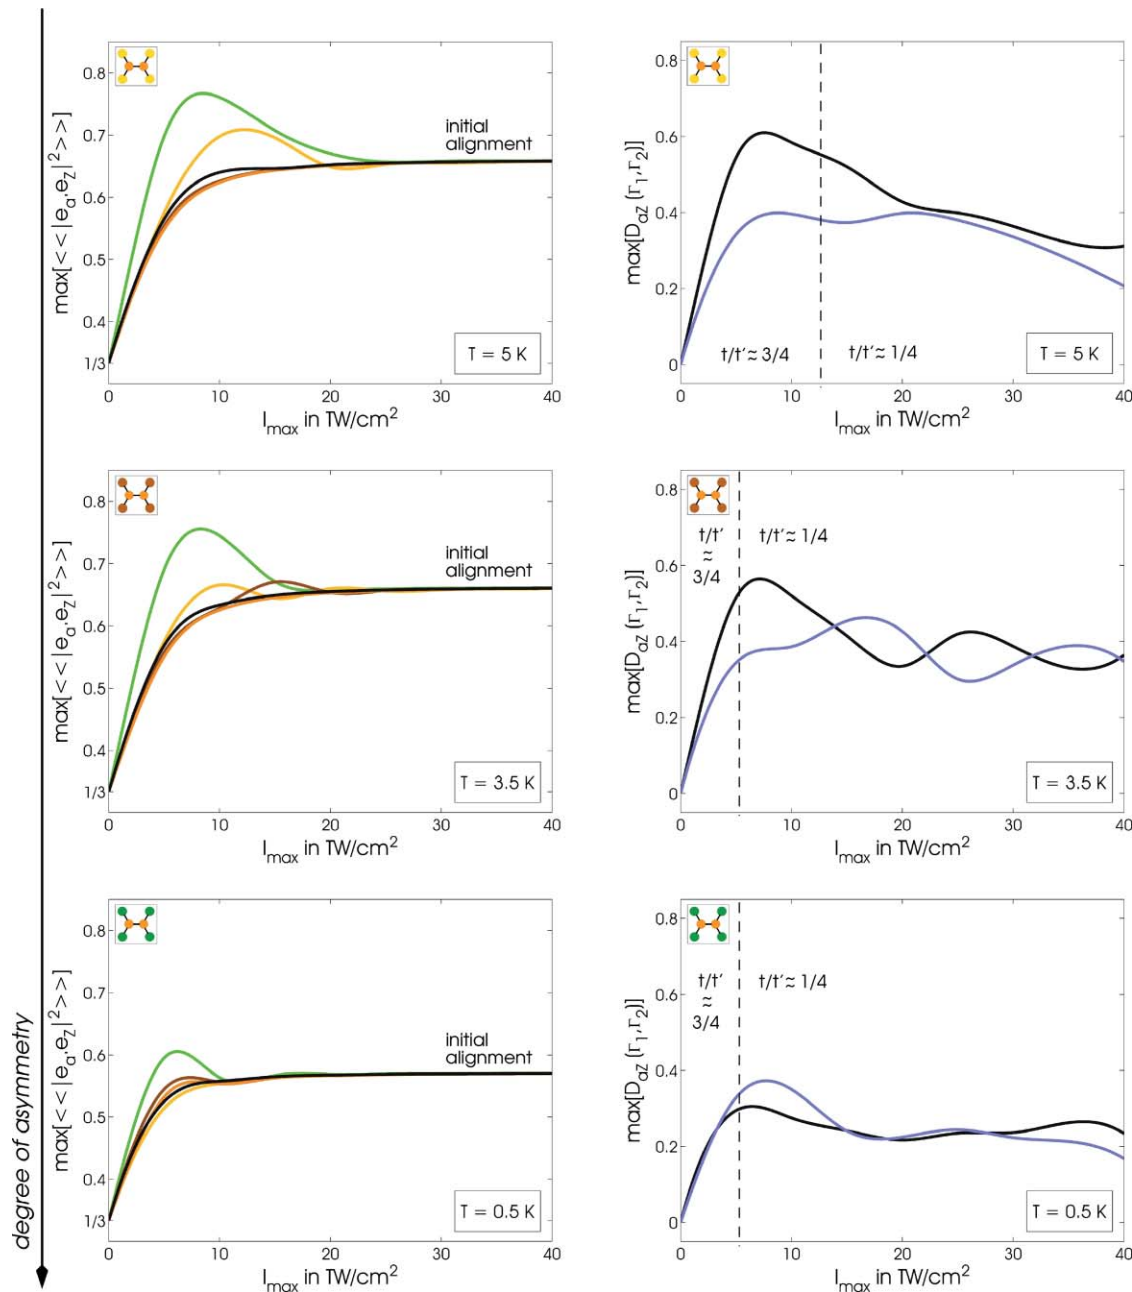 degree of asymmetry
max[<<|e_a.e_Z|^2>>]
0.8
0.7
0.6
0.5
0.4
1/3
initial
alignment
T = 5 K
0 10 20 30 40
I_max in TW/cm^2
max[D_aZ (Γ_1,Γ_2)]
0.8
0.6
0.4
0.2
0
t/t′ ≈ 3/4
t/t′ ≈ 1/4
T = 5 K
0 10 20 30 40
I_max in TW/cm^2
max[<<|e_a.e_Z|^2>>]
0.8
0.7
0.6
0.5
0.4
1/3
initial
alignment
T = 3.5 K
0 10 20 30 40
I_max in TW/cm^2
max[D_aZ (Γ_1,Γ_2)]
0.8
0.6
0.4
0.2
0
t/t′
≈
3/4
t/t′ ≈ 1/4
T = 3.5 K
0 10 20 30 40
I_max in TW/cm^2
max[<<|e_a.e_Z|^2>>]
0.8
0.7
0.6
0.5
0.4
1/3
initial
alignment
T = 0.5 K
0 10 20 30 40
I_max in TW/cm^2
max[D_aZ (Γ_1,Γ_2)]
0.8
0.6
0.4
0.2
0
t/t′
≈
3/4
t/t′ ≈ 1/4
T = 0.5 K
0 10 20 30 40
I_max in TW/cm^2